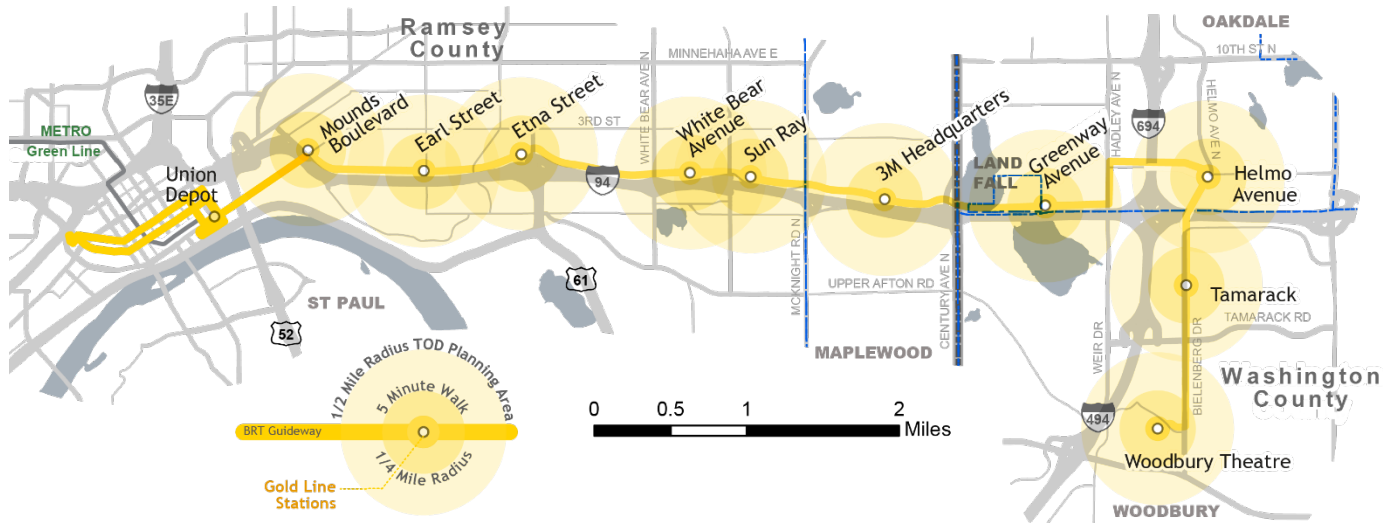 Ramsey
County
OAKDALE
10TH ST N
MINNEHAHA AVE E
35E
METRO
Green Line
Mounds
Boulevard
Earl Street
Etna Street
3RD ST
WHITE BEAR AVE N
White Bear
Avenue
Sun Ray
3M Headquarters
LAND
FALL
Greenway
Avenue
HADLEY AVE N
694
HELMO AVE N
Helmo
Avenue
Union
Depot
94
MCKNIGHT RD N
CENTURY AVE N
UPPER AFTON RD
61
ST PAUL
52
MAPLEWOOD
WEIR DR
Tamarack
TAMARACK RD
BIELENBERG DR
Washington
County
494
Woodbury Theatre
WOODBURY
1/2 Mile Radius TOD Planning Area
5 Minute Walk
BRT Guideway
1/4 Mile Radius
Gold Line
Stations
0 0.5 1 2
Miles